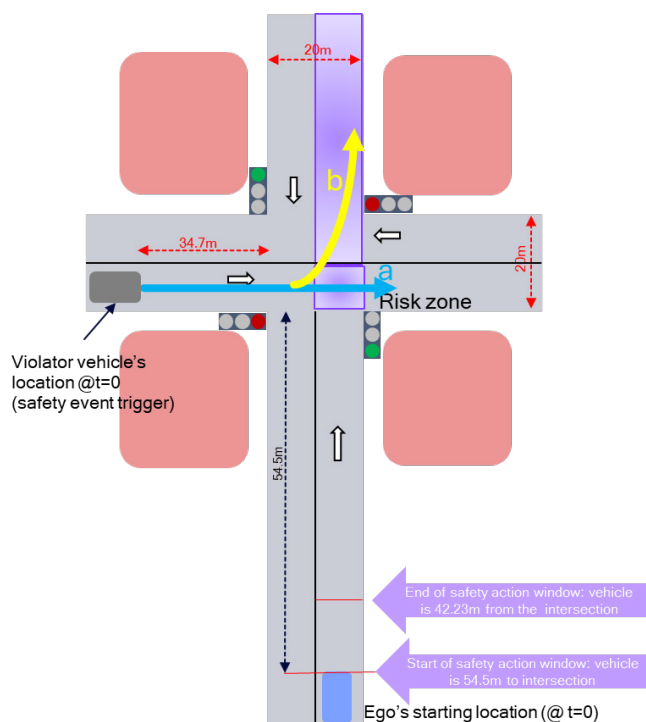 20m
b
34.7m
20m
a
Risk zone
Violator vehicle's
location @t=0
(safety event trigger)
54.5m
End of safety action window: vehicle
is 42.23m from the intersection
Start of safety action window: vehicle
is 54.5m to intersection
Ego's starting location (@ t=0)